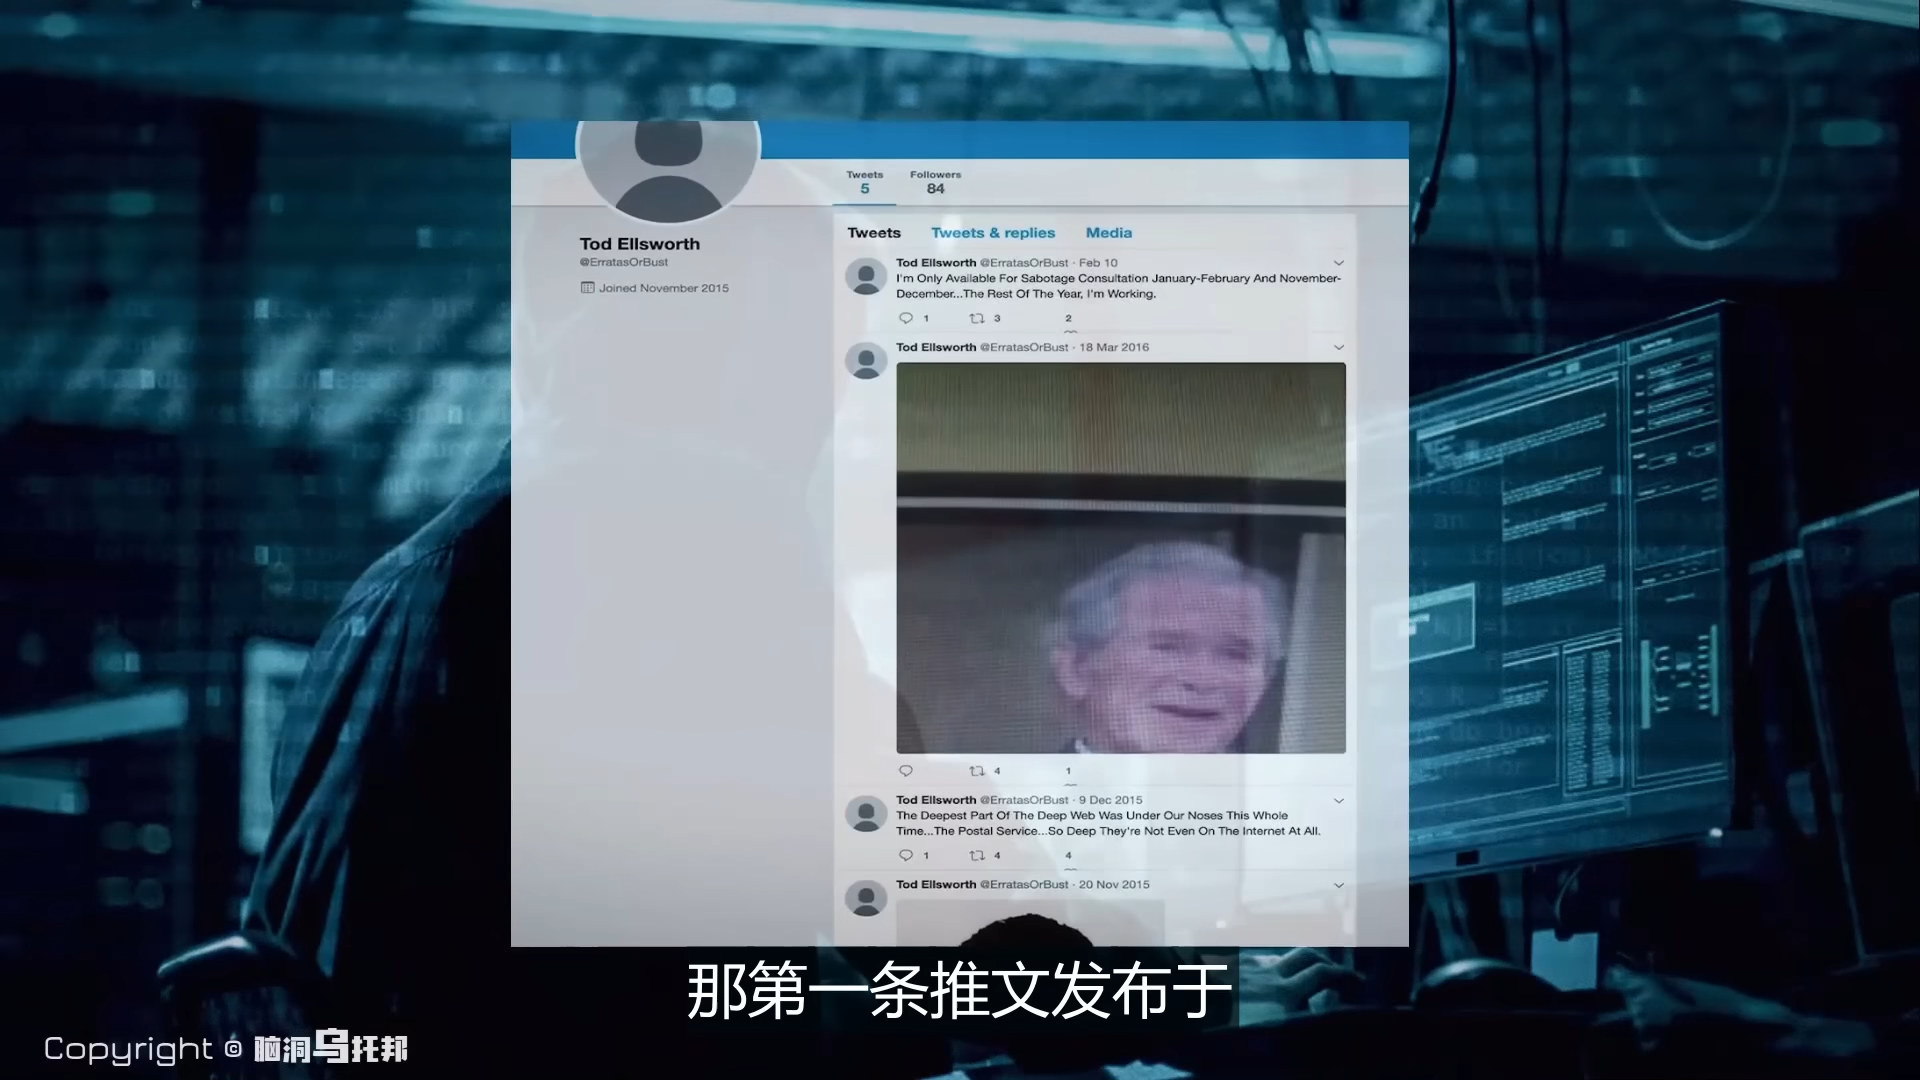 Tweets
5
Followers
84
Tod Ellsworth
@ErratasOrBust
Joined November 2015
Tweets Tweets & replies Media
Tod Ellsworth @ErratasOrBust · Feb 10
I'm Only Available For Sabotage Consultation January-February And November-
December...The Rest Of The Year, I'm Working.
1 3 2
Tod Ellsworth @ErratasOrBust · 18 Mar 2016
4 1
Tod Ellsworth @ErratasOrBust · 9 Dec 2015
The Deepest Part Of The Deep Web Was Under Our Noses This Whole
Time...The Postal Service...So Deep They're Not Even On The Internet At All.
1 4 4
Tod Ellsworth @ErratasOrBust · 20 Nov 2015
那第一条推文发布于
Copyright © 脑洞乌托邦